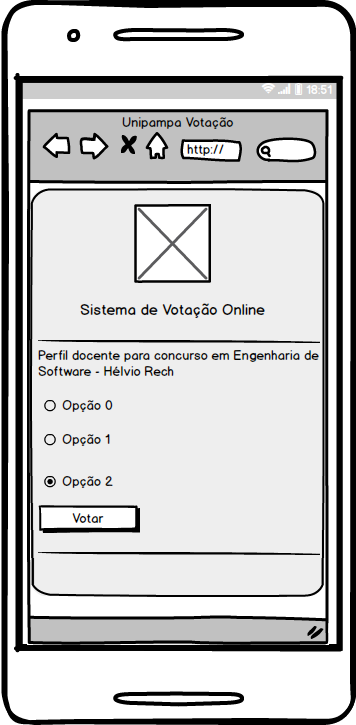 18:51
Unipampa Votação
http://
Sistema de Votação Online
Perfil docente para concurso em Engenharia de
Software - Hélvio Rech
Opção 0
Opção 1
Opção 2
Votar